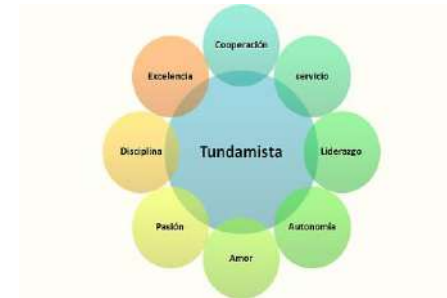 Cooperación
Excelencia
servicio
Disciplina
Tundamista
Liderazgo
Pasión
Autonomía
Amor